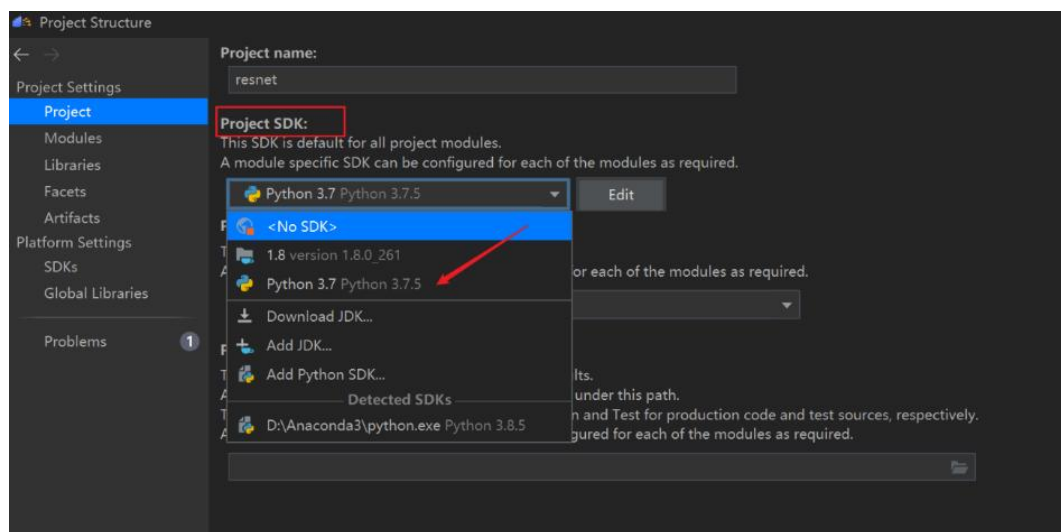 Project Structure
Project Settings
Project
Modules
Libraries
Facets
Artifacts
Platform Settings
SDKs
Global Libraries
Problems
1
Project name:
resnet
Project SDK:
This SDK is default for all project modules.
A module specific SDK can be configured for each of the modules as required.
Python 3.7 Python 3.7.5
Edit
<No SDK>
1.8 version 1.8.0_261
Python 3.7 Python 3.7.5
or each of the modules as required.
Download JDK...
Add JDK...
Add Python SDK...
lts.
under this path.
Detected SDKs
n and Test for production code and test sources, respectively.
D:\Anaconda3\python.exe Python 3.8.5
gured for each of the modules as required.